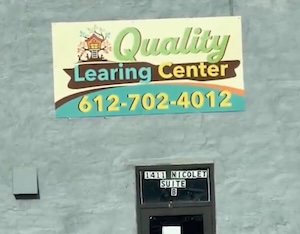 Quality
Learing Center
612-702-4012
1411 NICOLET
SUITE
B